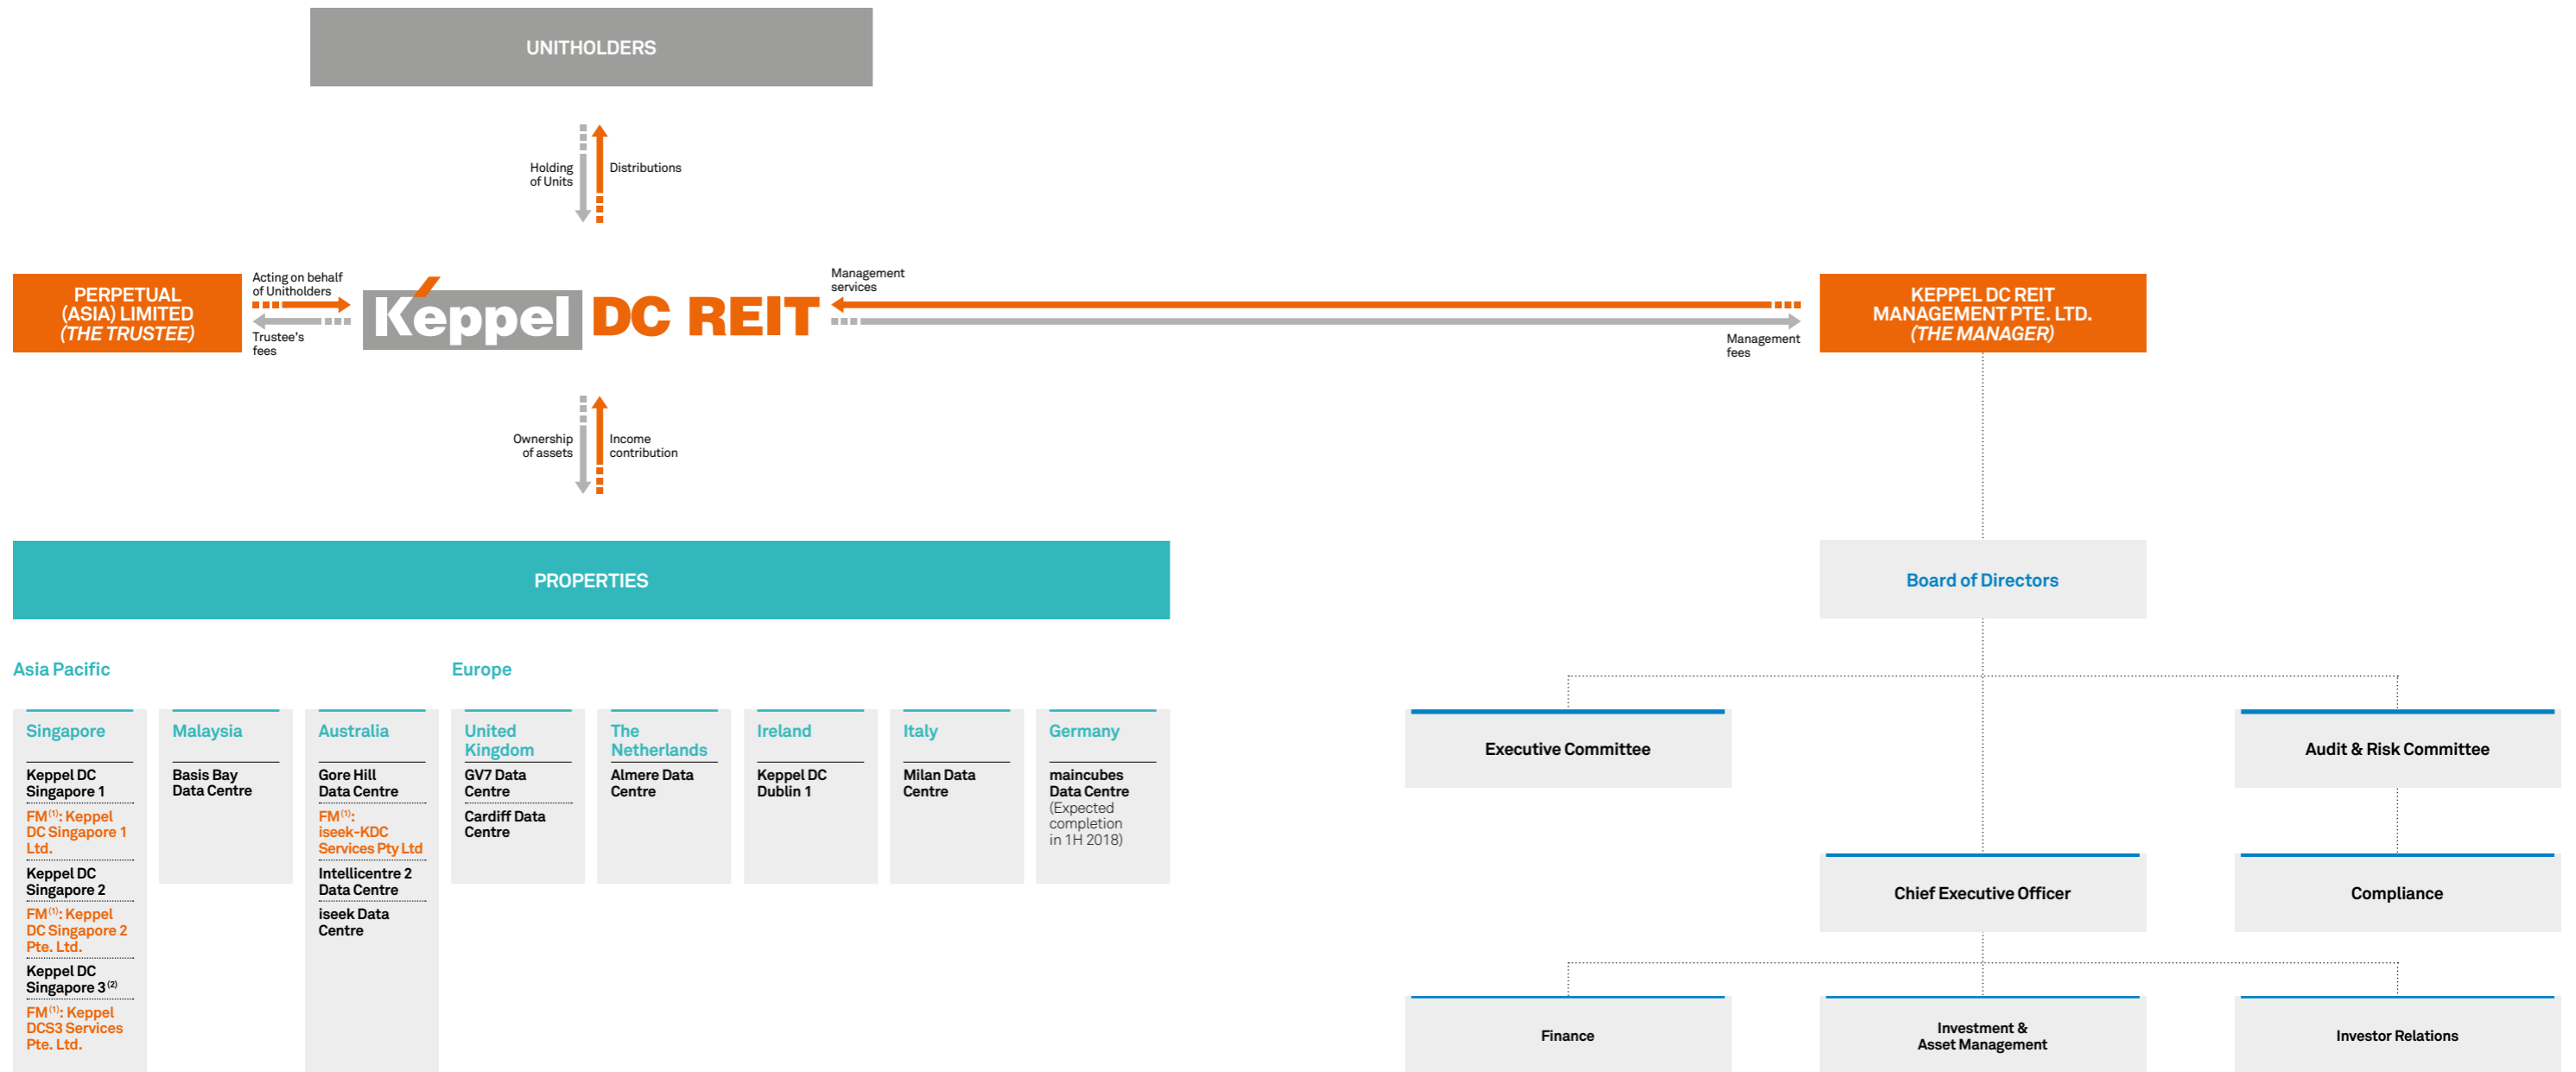 UNITHOLDERS
Holding
of Units
Distributions
PERPETUAL
(ASIA) LIMITED
(THE TRUSTEE)
Acting on behalf
of Unitholders
Trustee's
fees
Keppel DC REIT
Management
services
Management
fees
KEPPEL DC REIT
MANAGEMENT PTE. LTD.
(THE MANAGER)
Ownership
of assets
Income
contribution
PROPERTIES
Asia Pacific
Singapore
Keppel DC
Singapore 1
FM(1): Keppel
DC Singapore 1
Ltd.
Keppel DC
Singapore 2
FM(1): Keppel
DC Singapore 2
Pte. Ltd.
Keppel DC
Singapore 3(2)
FM(1): Keppel
DCS3 Services
Pte. Ltd.
Malaysia
Basis Bay
Data Centre
Australia
Gore Hill
Data Centre
FM(1):
iseek-KDC
Services Pty Ltd
Intellicentre 2
Data Centre
iseek Data
Centre
Europe
United
Kingdom
GV7 Data
Centre
Cardiff Data
Centre
The
Netherlands
Almere Data
Centre
Ireland
Keppel DC
Dublin 1
Italy
Milan Data
Centre
Germany
maincubes
Data Centre
(Expected
completion
in 1H 2018)
Board of Directors
Executive Committee
Audit & Risk Committee
Chief Executive Officer
Compliance
Finance
Investment &
Asset Management
Investor Relations